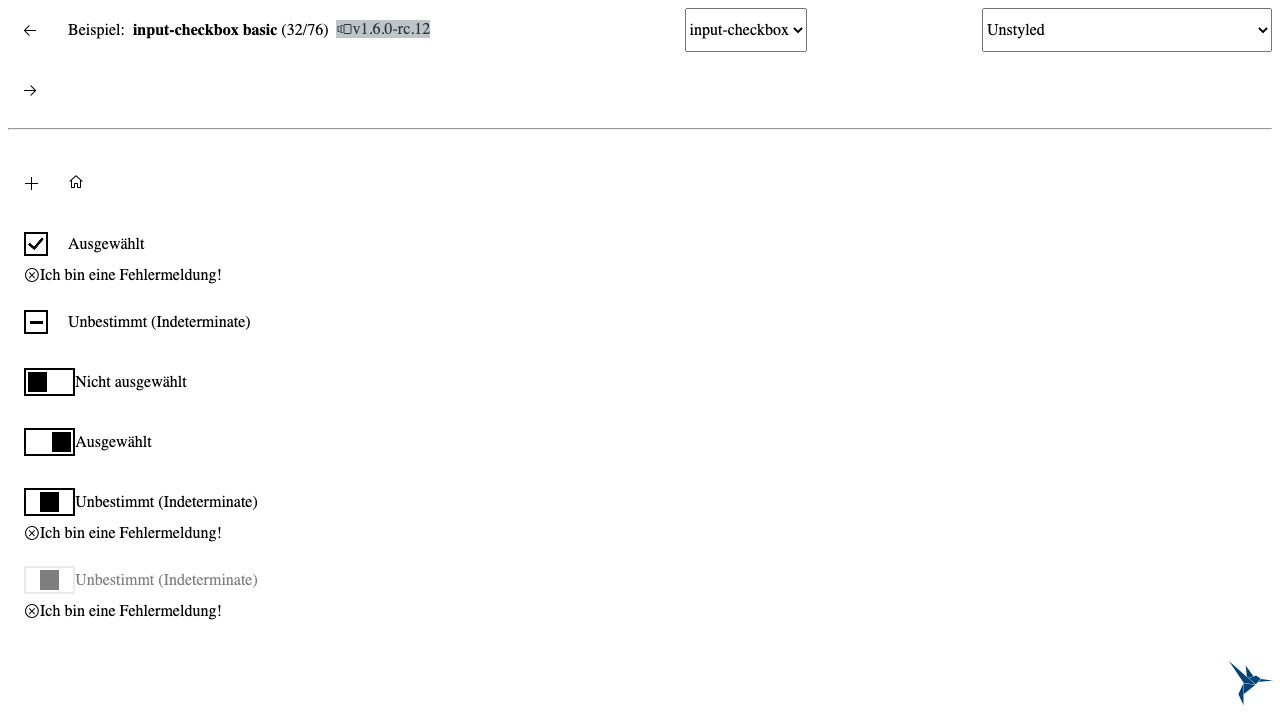 Beispiel: input-checkbox basic (32/76) v1.6.0-rc.12 input-checkbox Unstyled
Ausgewählt
Ich bin eine Fehlermeldung!
Unbestimmt (Indeterminate)
Nicht ausgewählt
Ausgewählt
Unbestimmt (Indeterminate)
Ich bin eine Fehlermeldung!
Unbestimmt (Indeterminate)
Ich bin eine Fehlermeldung!